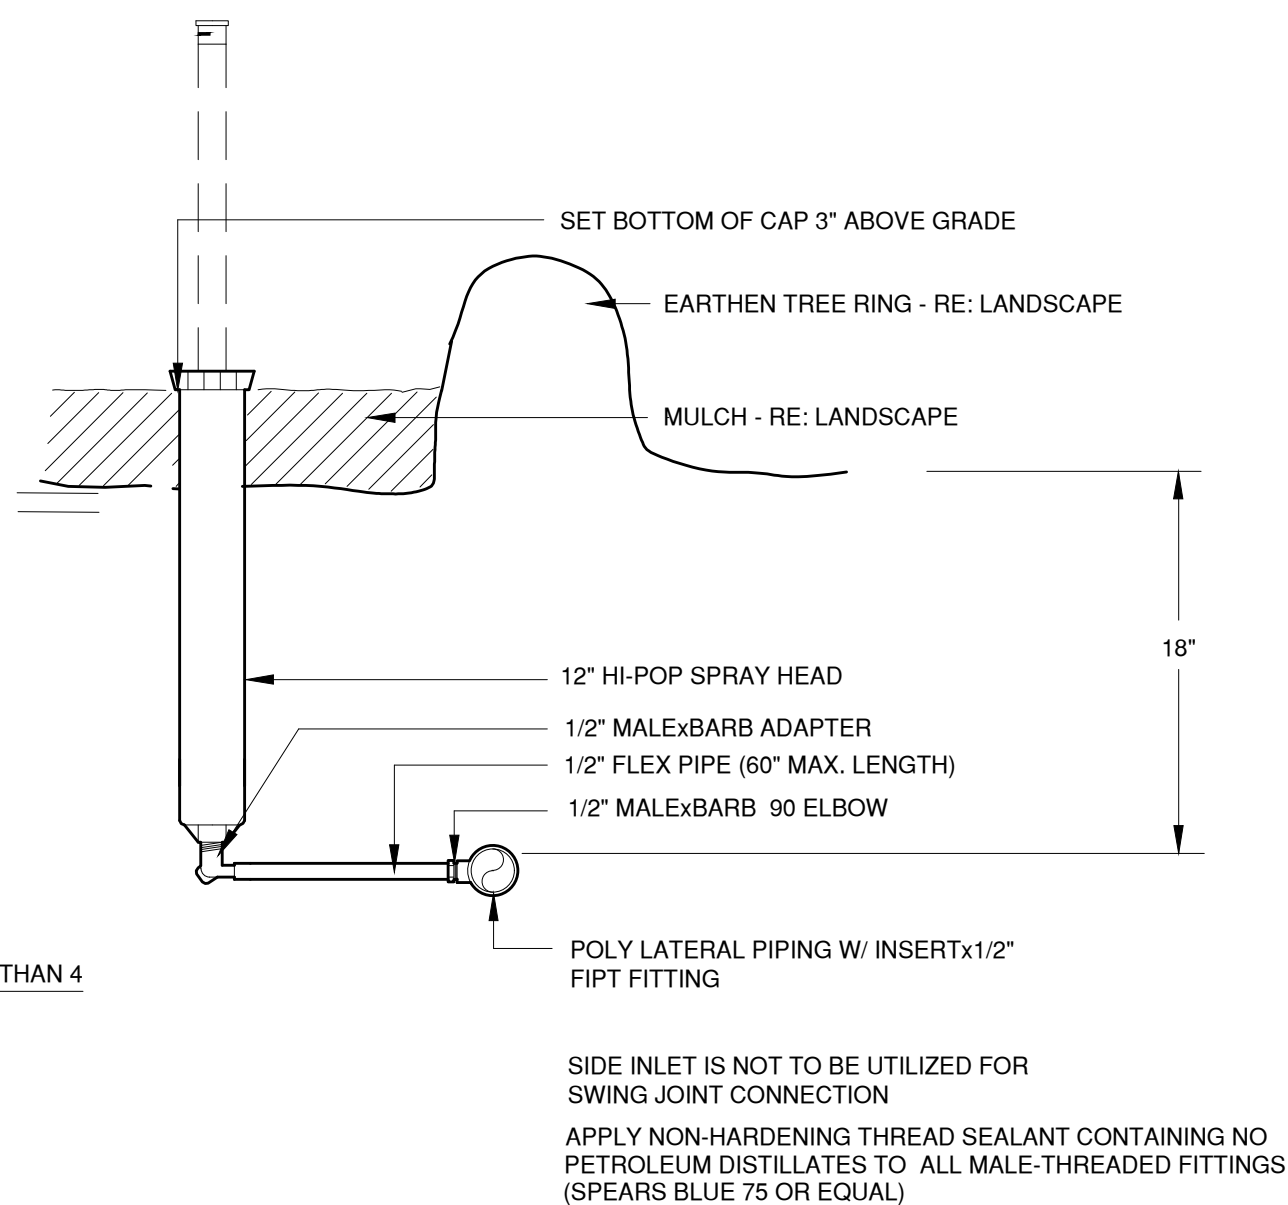 SET BOTTOM OF CAP 3" ABOVE GRADE
EARTHEN TREE RING - RE: LANDSCAPE
MULCH - RE: LANDSCAPE
18"
12" HI-POP SPRAY HEAD
1/2" MALExBARB ADAPTER
1/2" FLEX PIPE (60" MAX. LENGTH)
1/2" MALExBARB  90 ELBOW
POLY LATERAL PIPING W/ INSERTx1/2"
FIPT FITTING
THAN 4
SIDE INLET IS NOT TO BE UTILIZED FOR
SWING JOINT CONNECTION
APPLY NON-HARDENING THREAD SEALANT CONTAINING NO
PETROLEUM DISTILLATES TO  ALL MALE-THREADED FITTINGS
(SPEARS BLUE 75 OR EQUAL)